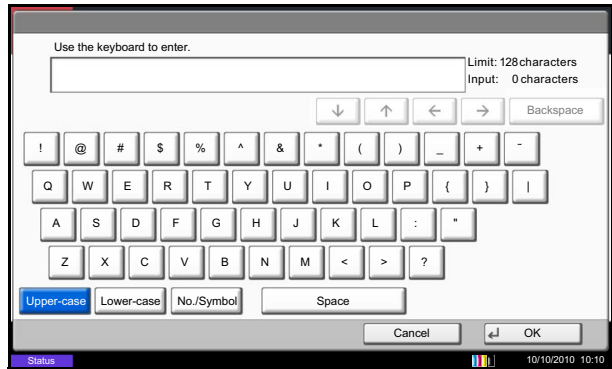 Use the keyboard to enter.
Limit: 128 characters
Input: 0 characters
↓ ↑ ← → Backspace
! @ # $ % ^ & * ( ) _ + ~
Q W E R T Y U I O P { } |
A S D F G H J K L : "
Z X C V B N M < > ?
Upper-case Lower-case No./Symbol Space
Cancel ↵ OK
Status 10/10/2010 10:10